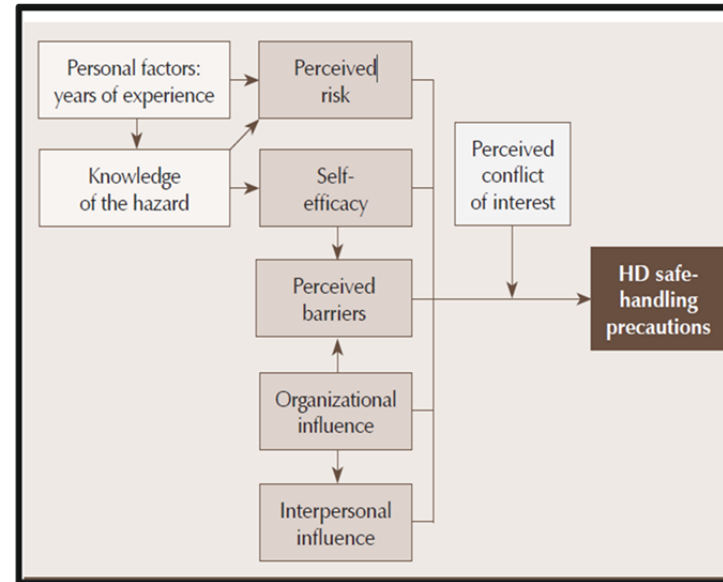 Personal factors:
years of experience
Perceived
risk
Knowledge
of the hazard
Self-
efficacy
Perceived
conflict
of interest
Perceived
barriers
HD safe-
handling
precautions
Organizational
influence
Interpersonal
influence